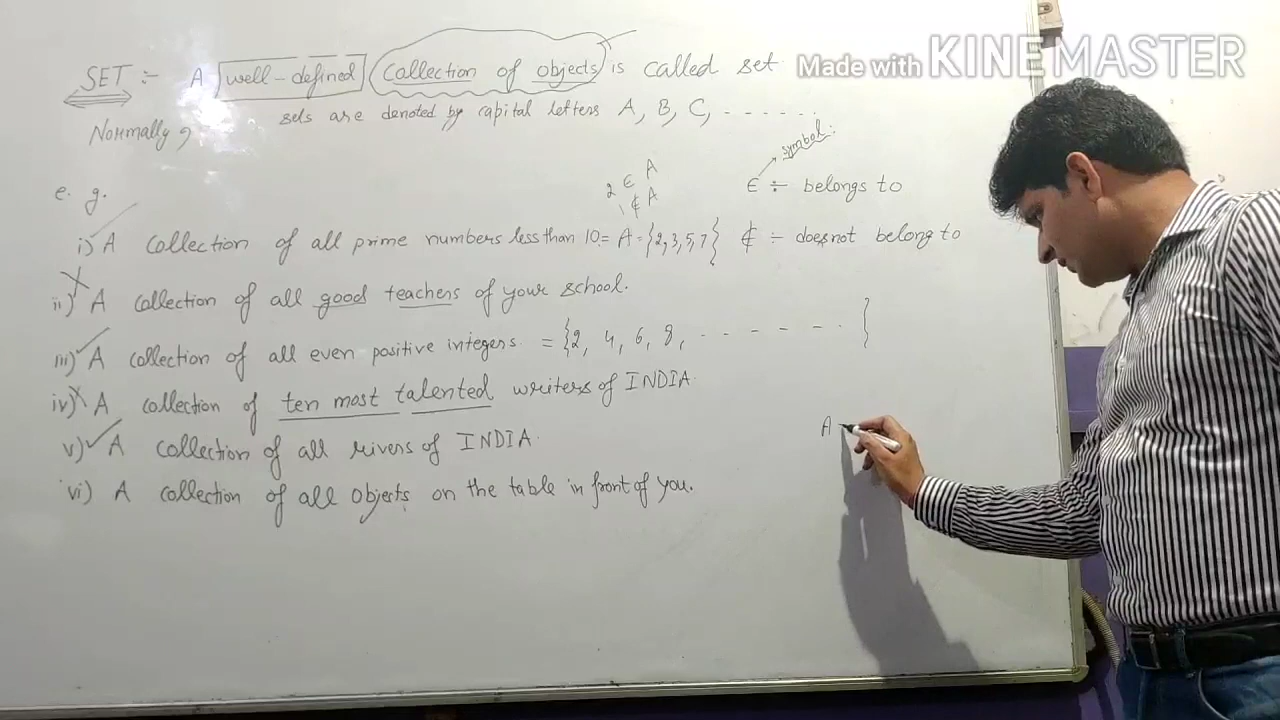 Made with KINEMASTER
SET :- A well-defined Collection of objects is called set
Normally, sets are denoted by capital letters A, B, C, ------
symbol:
e.g.
2 ∈ A
1 ∉ A
∈ ÷ belongs to
i) A collection of all prime numbers less than 10 = A = {2, 3, 5, 7}
∉ ÷ does not belong to
ii) A collection of all good teachers of your school.
iii) A collection of all even positive integers = {2, 4, 6, 8, ------}
iv) A collection of ten most talented writers of INDIA.
v) A collection of all rivers of INDIA.
vi) A collection of all objects on the table in front of you.
A